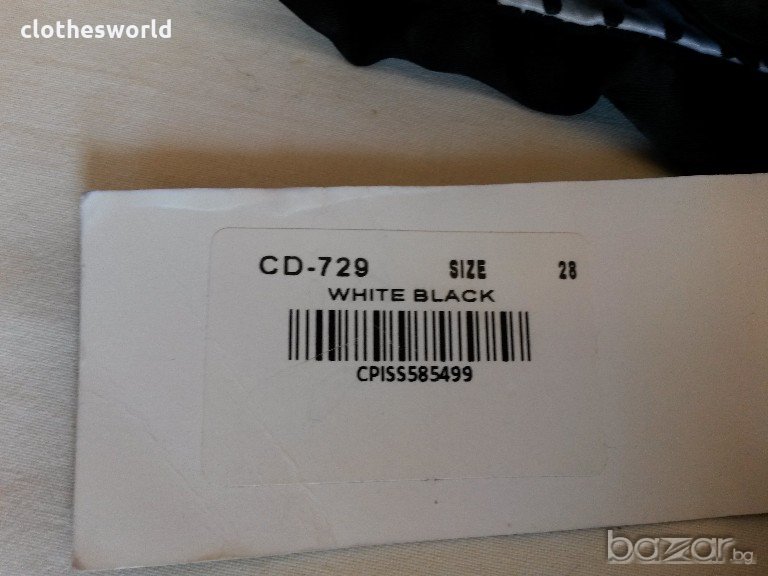 clothesworld
CD-729 SIZE 28
WHITE BLACK
CPISS585499
bazar.bg